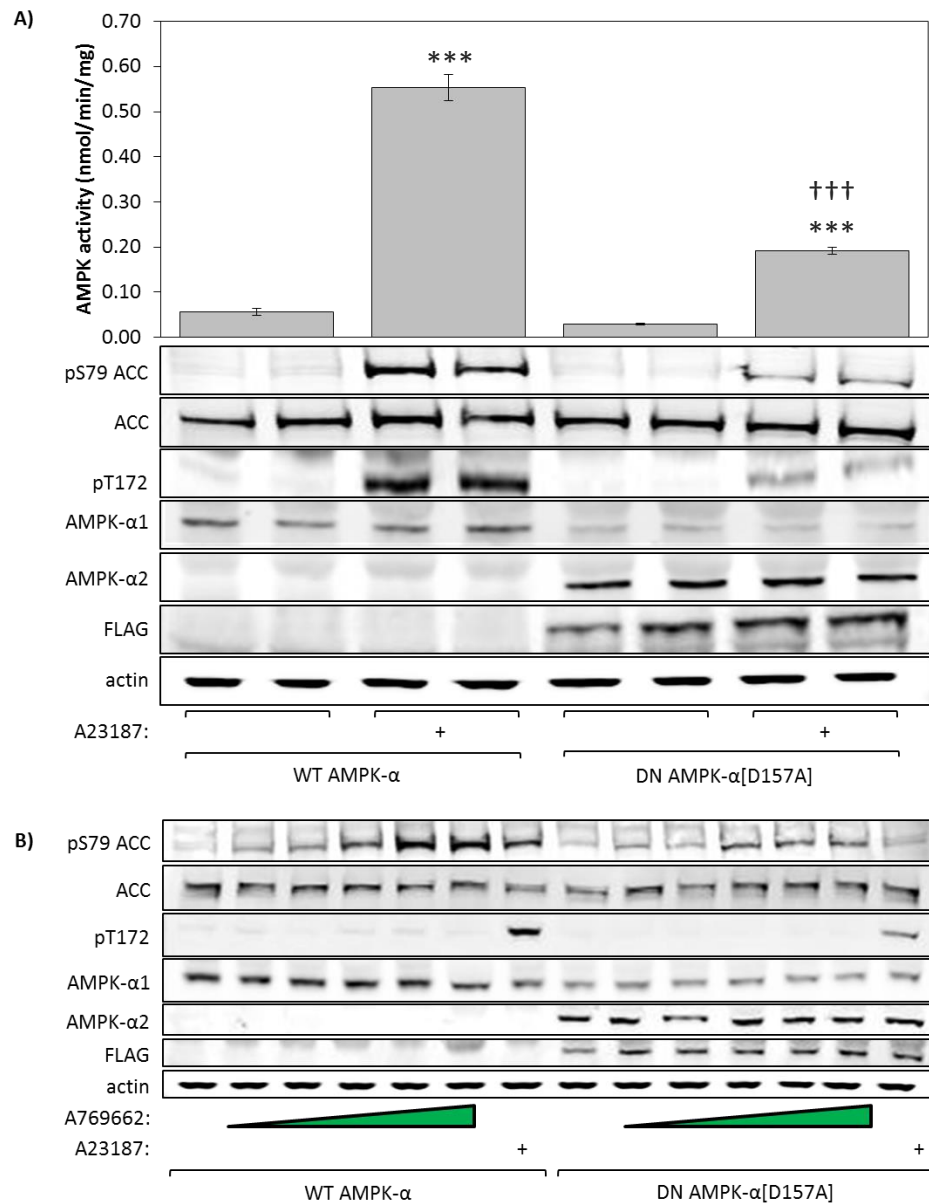 A)
AMPK activity (nmol/min/mg)
0.70
0.60
0.50
0.40
0.30
0.20
0.10
0.00
***
†††
***
pS79 ACC
ACC
pT172
AMPK-α1
AMPK-α2
FLAG
actin
A23187: + +
WT AMPK-α DN AMPK-α[D157A]
B)
pS79 ACC
ACC
pT172
AMPK-α1
AMPK-α2
FLAG
actin
A769662:
A23187: + +
WT AMPK-α DN AMPK-α[D157A]